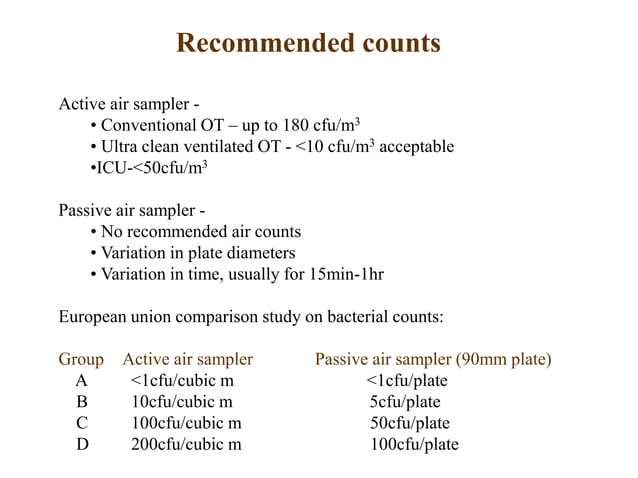 Recommended counts
Active air sampler -
• Conventional OT – up to 180 cfu/m³
• Ultra clean ventilated OT - <10 cfu/m³ acceptable
•ICU-<50cfu/m³
Passive air sampler -
• No recommended air counts
• Variation in plate diameters
• Variation in time, usually for 15min-1hr
European union comparison study on bacterial counts:
Group Active air sampler Passive air sampler (90mm plate)
A <1cfu/cubic m <1cfu/plate
B 10cfu/cubic m 5cfu/plate
C 100cfu/cubic m 50cfu/plate
D 200cfu/cubic m 100cfu/plate